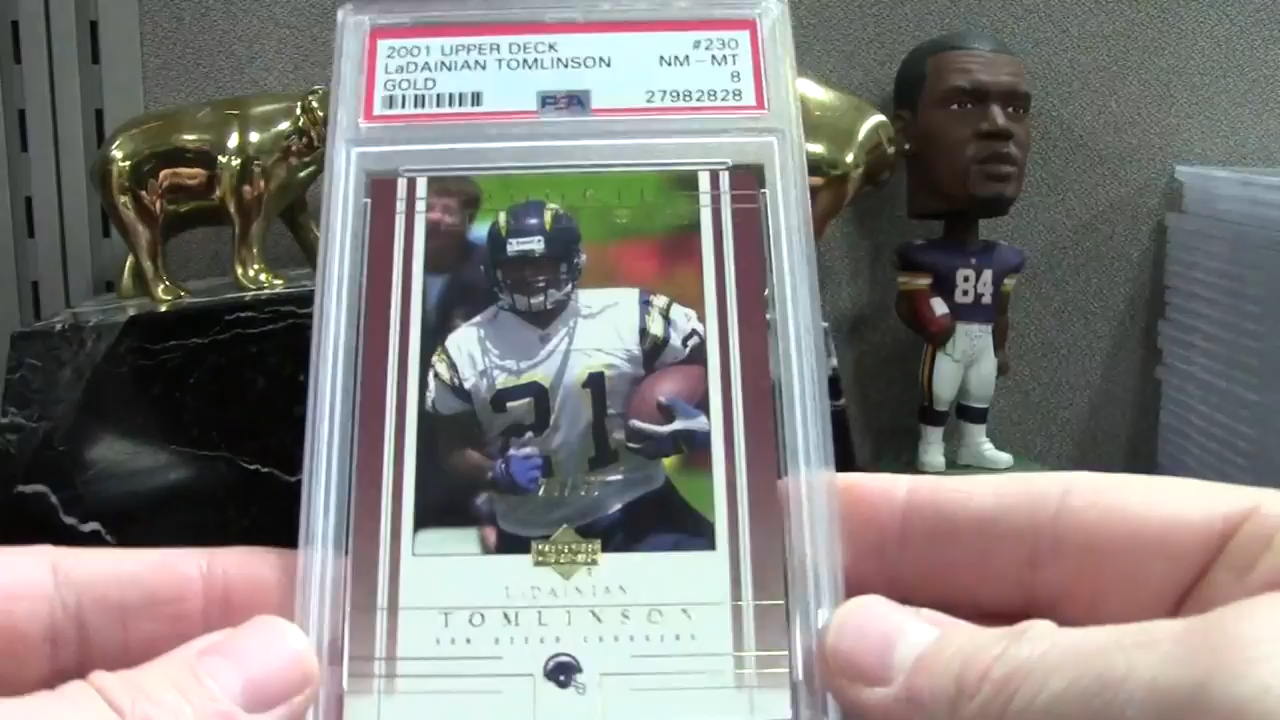 2001 UPPER DECK #230
LaDAINIAN TOMLINSON NM-MT
GOLD 8
PSA 27982828
21
LaDAINIAN
TOMLINSON
SAN DIEGO CHARGERS
84